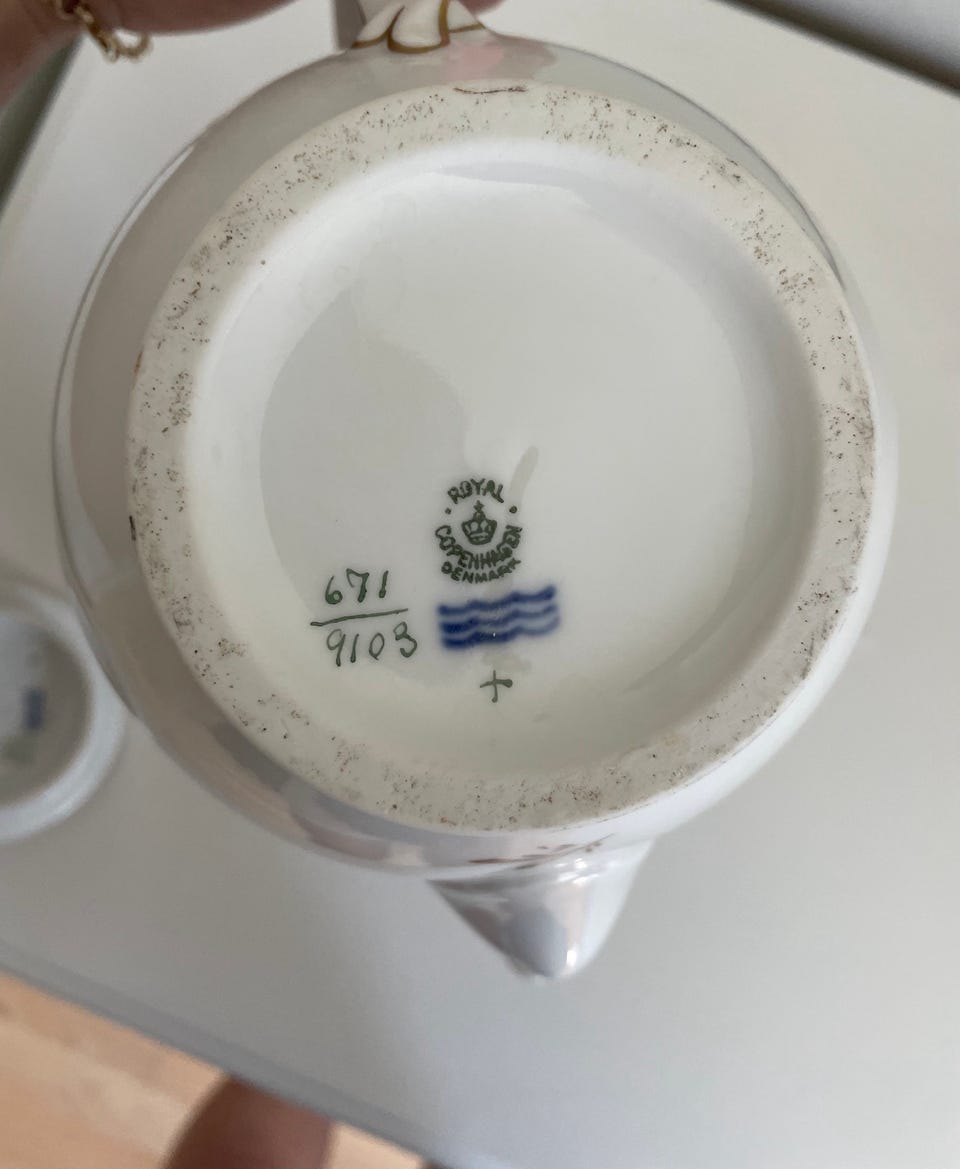 ROYAL
COPENHAGEN
DENMARK
671
9103
+